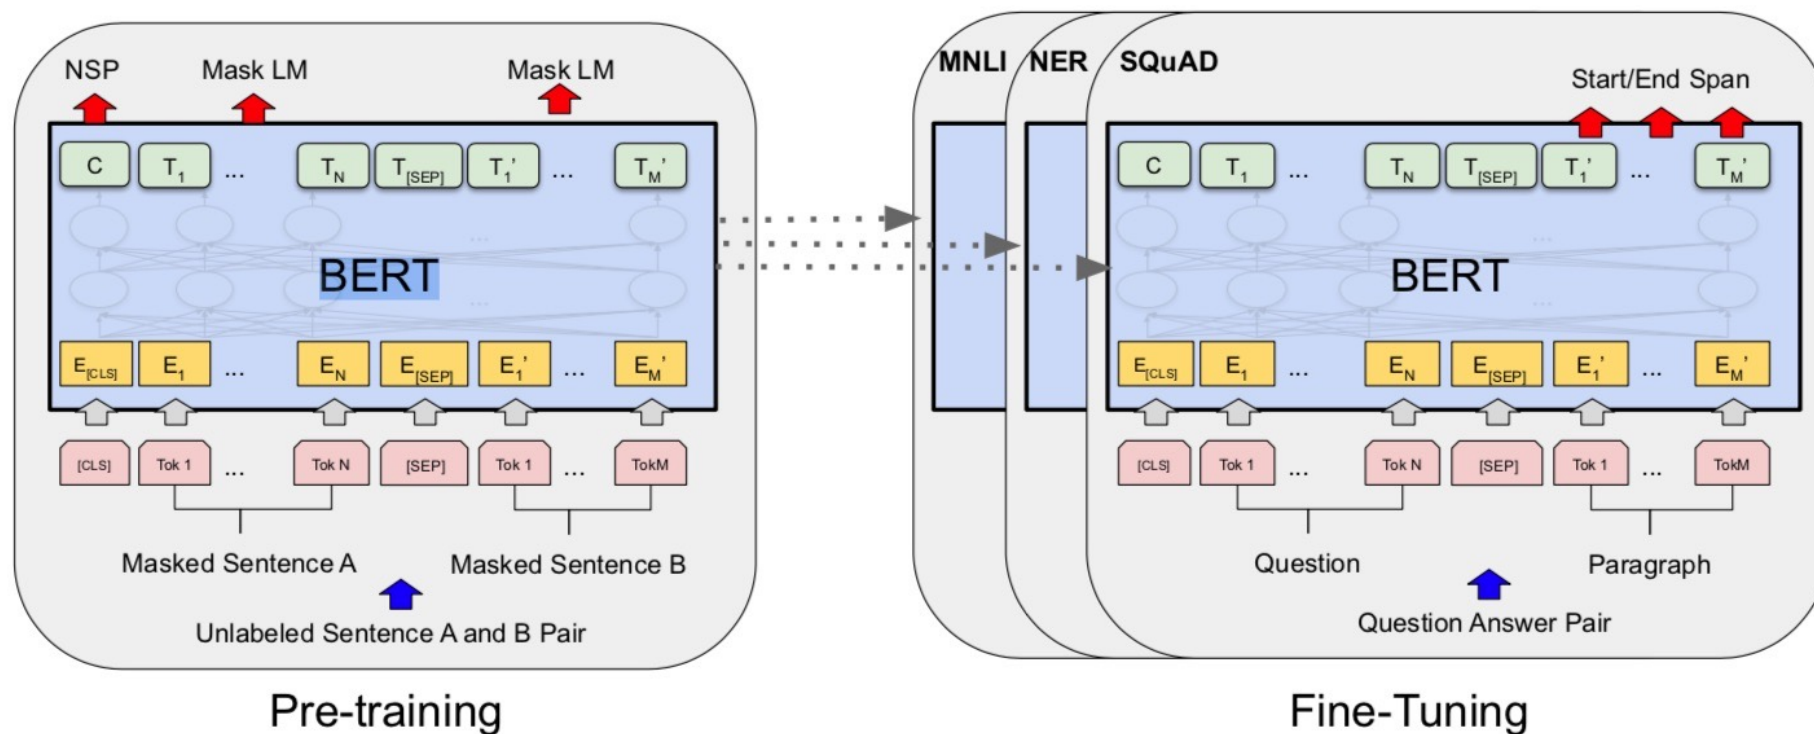 NSP Mask LM Mask LM
C T1 ... TN T[SEP] T1' ... TM'
...
BERT
...
E[CLS] E1 ... EN E[SEP] E1' ... EM'
[CLS] Tok 1 ... Tok N [SEP] Tok 1 ... TokM
Masked Sentence A Masked Sentence B
Unlabeled Sentence A and B Pair
Pre-training
MNLI NER SQuAD
Start/End Span
C T1 ... TN T[SEP] T1' ... TM'
...
BERT
...
E[CLS] E1 ... EN E[SEP] E1' ... EM'
[CLS] Tok 1 ... Tok N [SEP] Tok 1 ... TokM
Question Paragraph
Question Answer Pair
Fine-Tuning